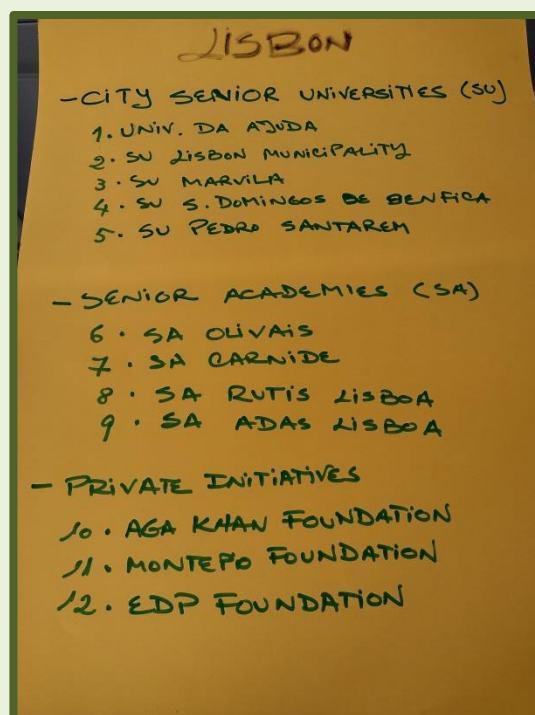 LISBON
- CITY SENIOR UNIVERSITIES (SU)
1. UNIV. DA AJUDA
2. SU LISBON MUNICIPALITY
3. SU MARVILA
4. SU S. DOMINGOS DE BENFICA
5. SU PEDRO SANTAREM
- SENIOR ACADEMIES (SA)
6. SA OLIVAIS
7. SA CARNIDE
8. SA RUTIS LISBOA
9. SA ADAS LISBOA
- PRIVATE INITIATIVES
10. AGA KHAN FOUNDATION
11. MONTEPO FOUNDATION
12. EDP FOUNDATION